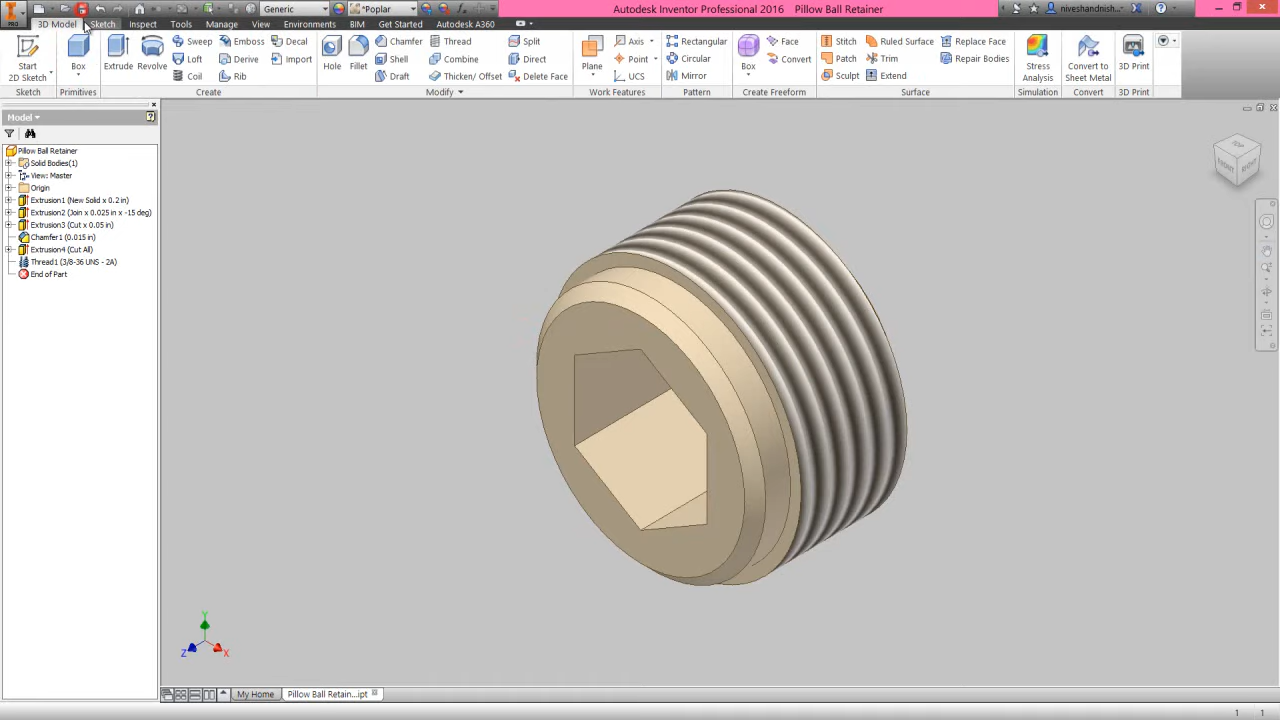 PRO
Generic
*Poplar
Autodesk Inventor Professional 2016 Pillow Ball Retainer
niveshandnish...
3D Model
Sketch
Inspect
Tools
Manage
View
Environments
BIM
Get Started
Autodesk A360
Start
2D Sketch
Box
Extrude
Revolve
Sweep
Emboss
Decal
Loft
Derive
Import
Coil
Rib
Hole
Fillet
Chamfer
Thread
Split
Shell
Combine
Direct
Draft
Thicken/ Offset
Delete Face
Plane
Axis
Point
UCS
Rectangular
Circular
Mirror
Box
Face
Convert
Stitch
Ruled Surface
Replace Face
Patch
Trim
Repair Bodies
Sculpt
Extend
Stress
Analysis
Convert to
Sheet Metal
3D Print
Sketch
Primitives
Create
Modify
Work Features
Pattern
Create Freeform
Surface
Simulation
Convert
3D Print
Model
Pillow Ball Retainer
Solid Bodies(1)
View: Master
Origin
Extrusion1 (New Solid x 0.2 in)
Extrusion2 (Join x 0.025 in x -15 deg)
Extrusion3 (Cut x 0.05 in)
Chamfer1 (0.015 in)
Extrusion4 (Cut All)
Thread1 (3/8-36 UNS - 2A)
End of Part
TOP
FRONT
RIGHT
Y
Z
X
My Home
Pillow Ball Retain...ipt
1
1